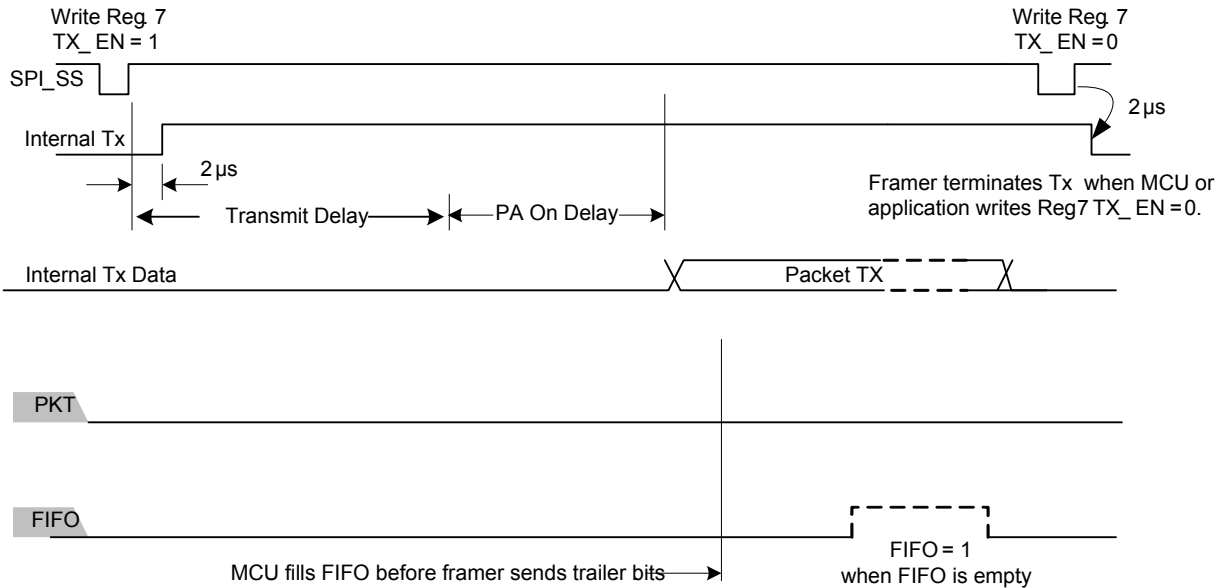 Write Reg. 7
TX_ EN = 1
Write Reg. 7
TX_ EN =0
SPI_SS
2 µs
Internal Tx
2 µs
Framer terminates Tx when MCU or
application writes Reg7 TX_ EN =0.
Transmit Delay
PA On Delay
Internal Tx Data
Packet TX
PKT
FIFO
FIFO = 1
MCU fills FIFO before framer sends trailer bits
when FIFO is empty